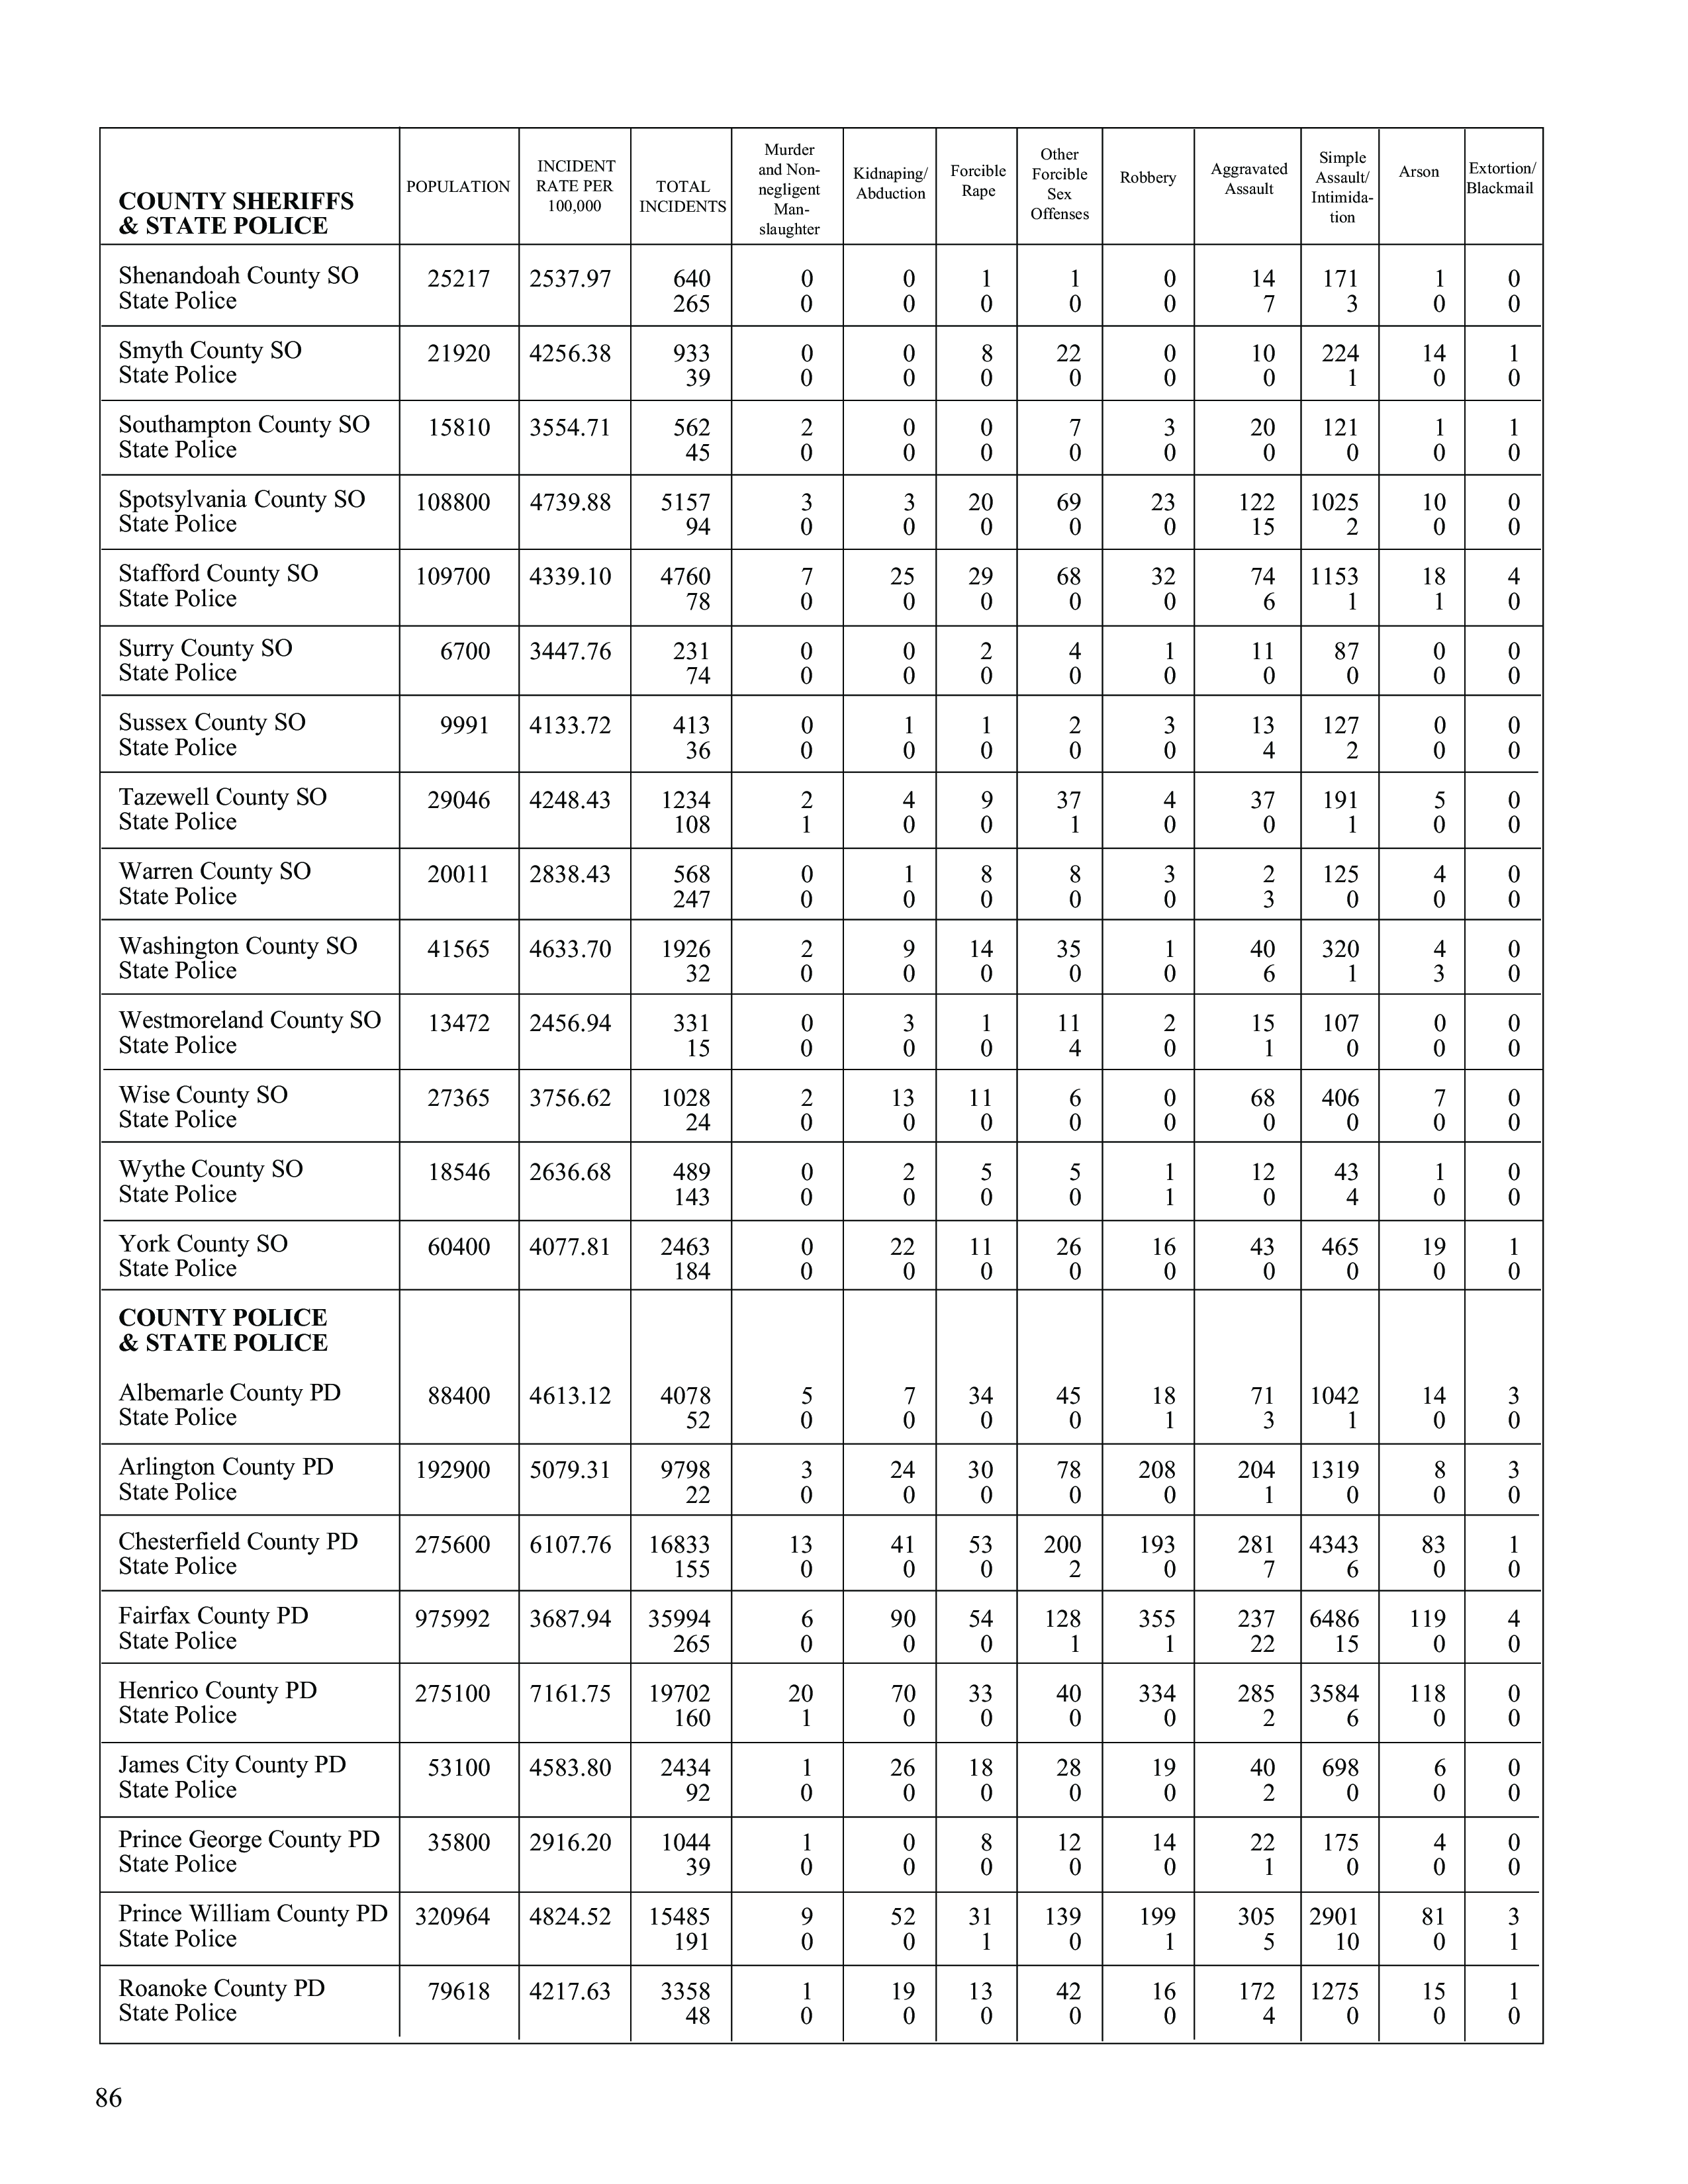 COUNTY SHERIFFS
& STATE POLICE
POPULATION
INCIDENT
RATE PER
100,000
TOTAL
INCIDENTS
Murder
and Non-
negligent
Man-
slaughter
Kidnaping/
Abduction
Forcible
Rape
Other
Forcible
Sex
Offenses
Robbery
Aggravated
Assault
Simple
Assault/
Intimida-
tion
Arson
Extortion/
Blackmail
Shenandoah County SO 25217 2537.97 640 0 0 1 1 0 14 171 1 0
State Police 265 0 0 0 0 0 7 3 0 0
Smyth County SO 21920 4256.38 933 0 0 8 22 0 10 224 14 1
State Police 39 0 0 0 0 0 0 1 0 0
Southampton County SO 15810 3554.71 562 2 0 0 7 3 20 121 1 1
State Police 45 0 0 0 0 0 0 0 0 0
Spotsylvania County SO 108800 4739.88 5157 3 3 20 69 23 122 1025 10 0
State Police 94 0 0 0 0 0 15 2 0 0
Stafford County SO 109700 4339.10 4760 7 25 29 68 32 74 1153 18 4
State Police 78 0 0 0 0 0 6 1 1 0
Surry County SO 6700 3447.76 231 0 0 2 4 1 11 87 0 0
State Police 74 0 0 0 0 0 0 0 0 0
Sussex County SO 9991 4133.72 413 0 1 1 2 3 13 127 0 0
State Police 36 0 0 0 0 0 4 2 0 0
Tazewell County SO 29046 4248.43 1234 2 4 9 37 4 37 191 5 0
State Police 108 1 0 0 1 0 0 1 0 0
Warren County SO 20011 2838.43 568 0 1 8 8 3 2 125 4 0
State Police 247 0 0 0 0 0 3 0 0 0
Washington County SO 41565 4633.70 1926 2 9 14 35 1 40 320 4 0
State Police 32 0 0 0 0 0 6 1 3 0
Westmoreland County SO 13472 2456.94 331 0 3 1 11 2 15 107 0 0
State Police 15 0 0 0 4 0 1 0 0 0
Wise County SO 27365 3756.62 1028 2 13 11 6 0 68 406 7 0
State Police 24 0 0 0 0 0 0 0 0 0
Wythe County SO 18546 2636.68 489 0 2 5 5 1 12 43 1 0
State Police 143 0 0 0 0 1 0 4 0 0
York County SO 60400 4077.81 2463 0 22 11 26 16 43 465 19 1
State Police 184 0 0 0 0 0 0 0 0 0
COUNTY POLICE
& STATE POLICE
Albemarle County PD 88400 4613.12 4078 5 7 34 45 18 71 1042 14 3
State Police 52 0 0 0 0 1 3 1 0 0
Arlington County PD 192900 5079.31 9798 3 24 30 78 208 204 1319 8 3
State Police 22 0 0 0 0 0 1 0 0 0
Chesterfield County PD 275600 6107.76 16833 13 41 53 200 193 281 4343 83 1
State Police 155 0 0 0 2 0 7 6 0 0
Fairfax County PD 975992 3687.94 35994 6 90 54 128 355 237 6486 119 4
State Police 265 0 0 0 1 1 22 15 0 0
Henrico County PD 275100 7161.75 19702 20 70 33 40 334 285 3584 118 0
State Police 160 1 0 0 0 0 2 6 0 0
James City County PD 53100 4583.80 2434 1 26 18 28 19 40 698 6 0
State Police 92 0 0 0 0 0 2 0 0 0
Prince George County PD 35800 2916.20 1044 1 0 8 12 14 22 175 4 0
State Police 39 0 0 0 0 0 1 0 0 0
Prince William County PD 320964 4824.52 15485 9 52 31 139 199 305 2901 81 3
State Police 191 0 0 1 0 1 5 10 0 1
Roanoke County PD 79618 4217.63 3358 1 19 13 42 16 172 1275 15 1
State Police 48 0 0 0 0 0 4 0 0 0
86